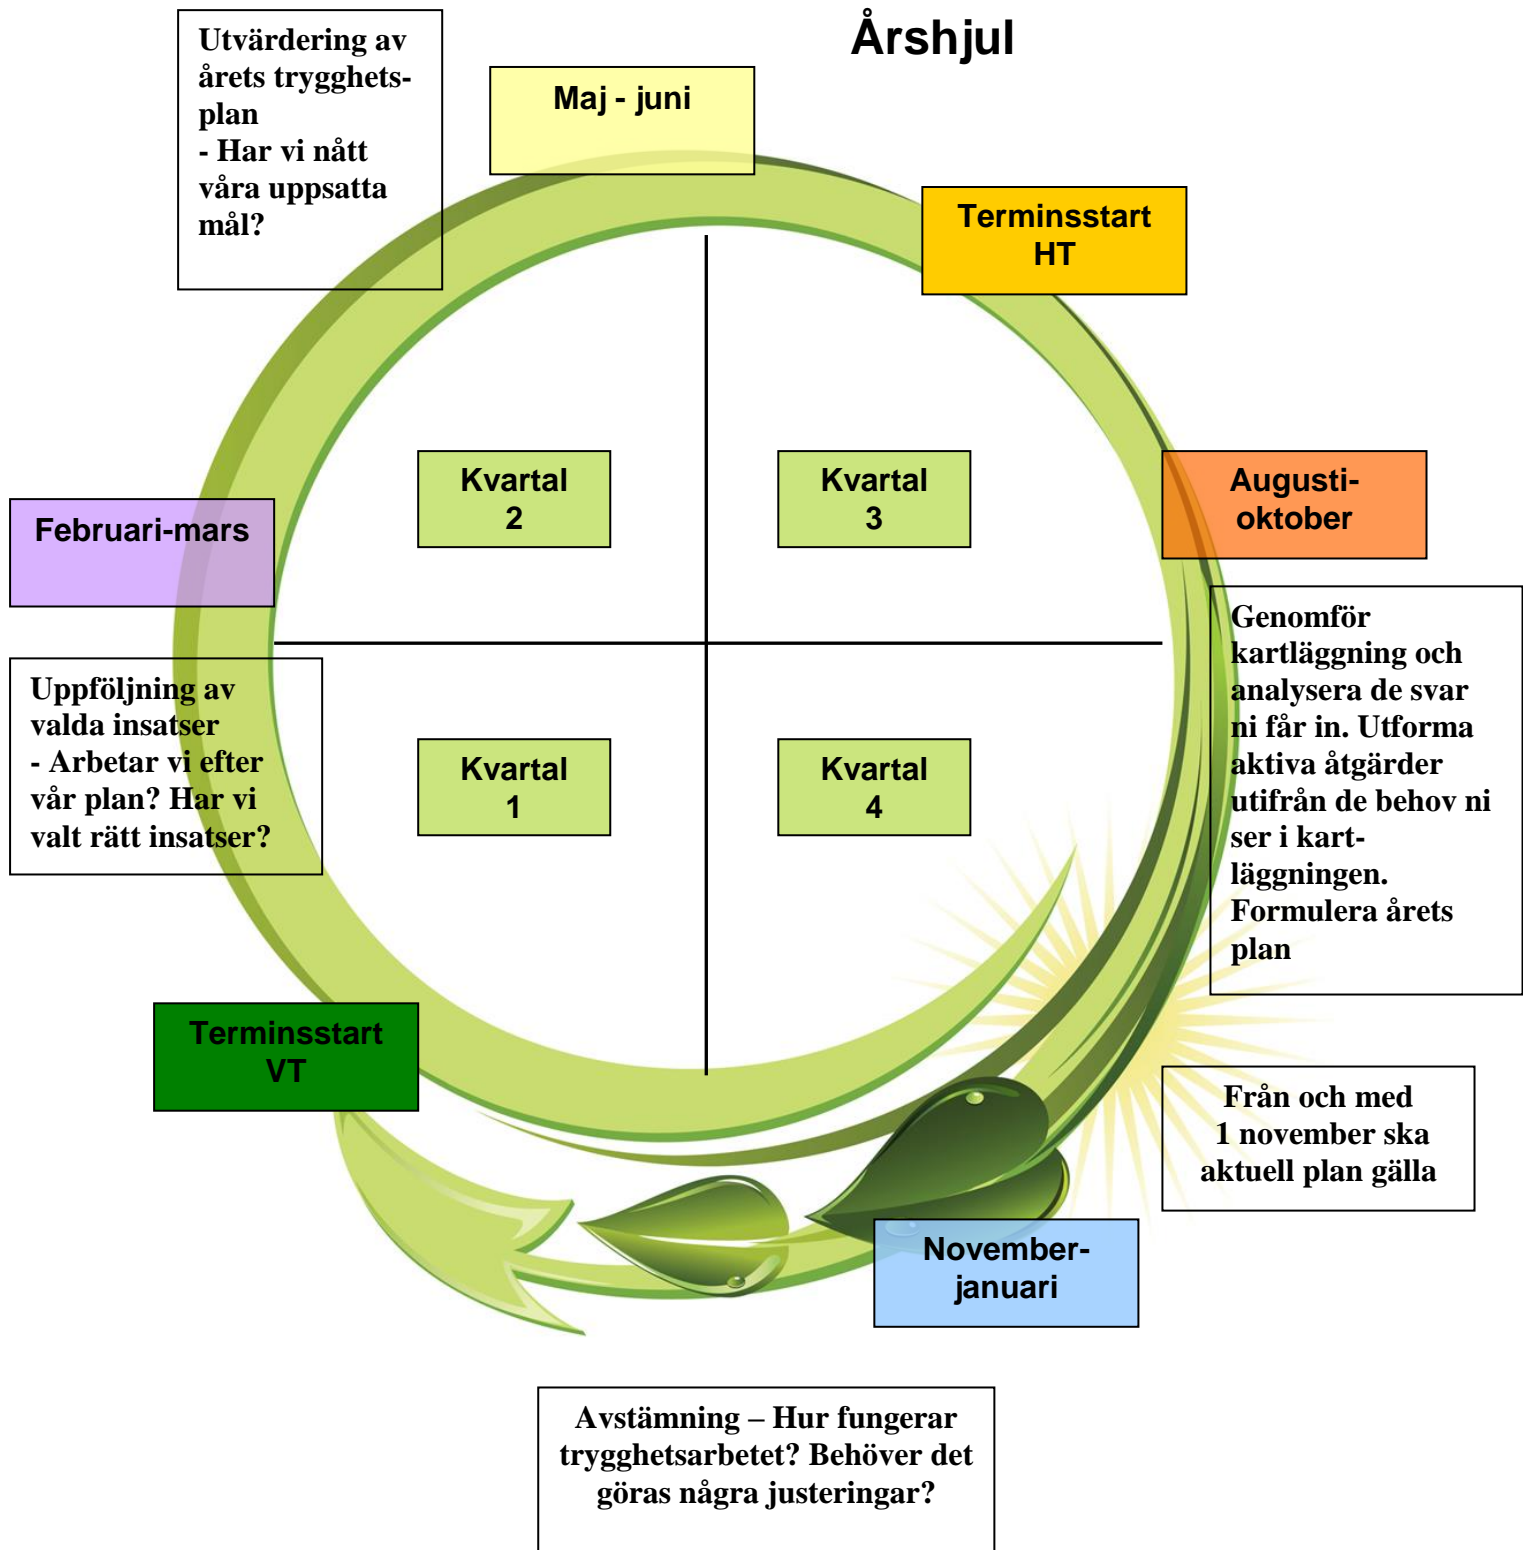 Årshjul
Utvärdering av
årets trygghets-
plan
- Har vi nått
våra uppsatta
mål?
Maj - juni
Terminsstart
HT
Kvartal
2
Kvartal
3
Augusti-
oktober
Februari-mars
Genomför
kartläggning och
analysera de svar
ni får in. Utforma
aktiva åtgärder
utifrån de behov ni
ser i kart-
läggningen.
Formulera årets
plan
Uppföljning av
valda insatser
- Arbetar vi efter
vår plan? Har vi
valt rätt insatser?
Kvartal
1
Kvartal
4
Terminsstart
VT
Från och med
1 november ska
aktuell plan gälla
November-
januari
Avstämning – Hur fungerar
trygghetsarbetet? Behöver det
göras några justeringar?